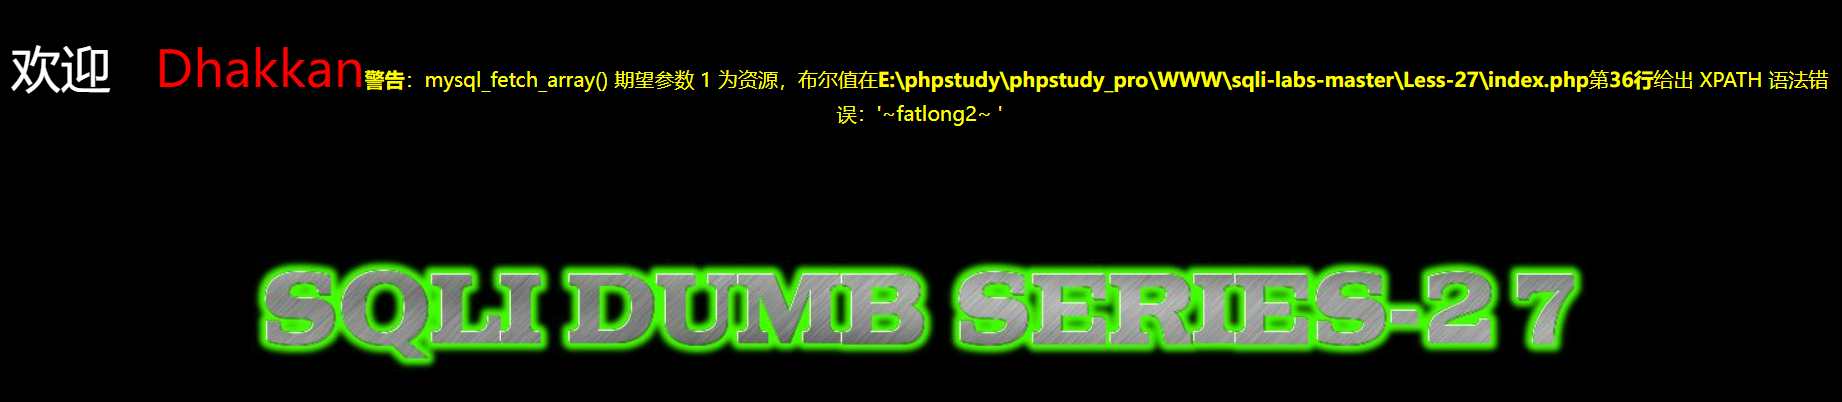 欢迎 Dhakkan警告：mysql_fetch_array() 期望参数 1 为资源，布尔值在E:\phpstudy\phpstudy_pro\WWW\sqli-labs-master\Less-27\index.php第36行给出 XPATH 语法错
误：'~fatlong2~ '
SQLI DUMB SERIES-27